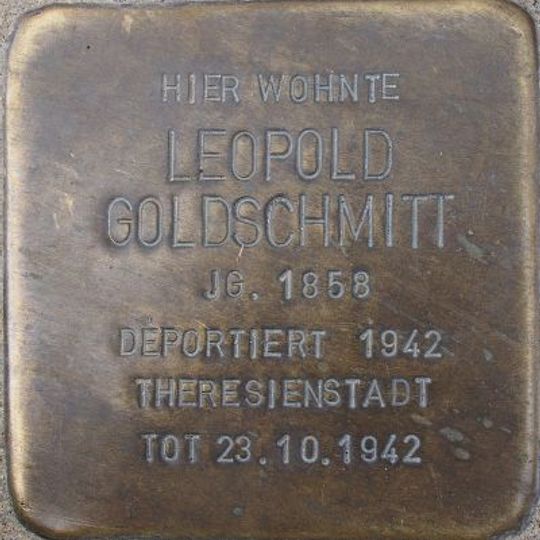 HIER WOHNTE
LEOPOLD
GOLDSCHMITT
JG. 1858
DEPORTIERT 1942
THERESIENSTADT
TOT 23.10.1942